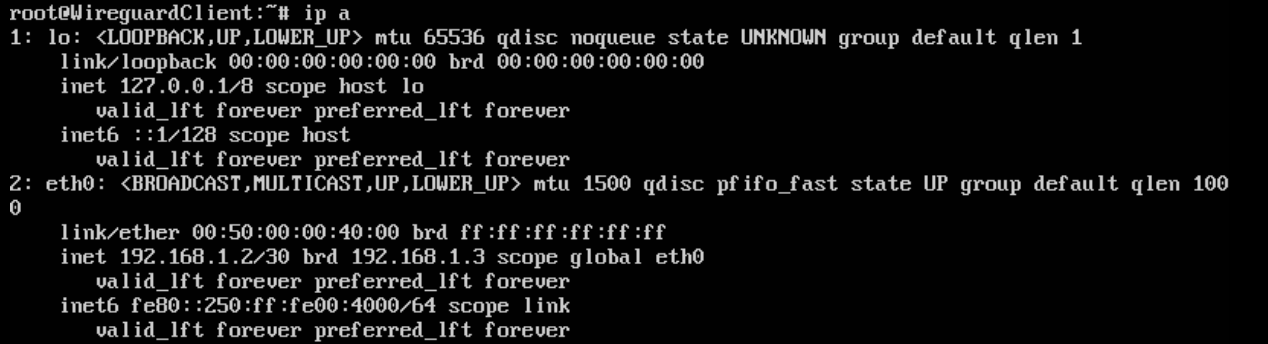 root@WireguardClient:~# ip a
1: lo: <LOOPBACK,UP,LOWER_UP> mtu 65536 qdisc noqueue state UNKNOWN group default qlen 1
    link/loopback 00:00:00:00:00:00 brd 00:00:00:00:00:00
    inet 127.0.0.1/8 scope host lo
       valid_lft forever preferred_lft forever
    inet6 ::1/128 scope host
       valid_lft forever preferred_lft forever
2: eth0: <BROADCAST,MULTICAST,UP,LOWER_UP> mtu 1500 qdisc pfifo_fast state UP group default qlen 100
0
    link/ether 00:50:00:00:40:00 brd ff:ff:ff:ff:ff:ff
    inet 192.168.1.2/30 brd 192.168.1.3 scope global eth0
       valid_lft forever preferred_lft forever
    inet6 fe80::250:ff:fe00:4000/64 scope link
       valid_lft forever preferred_lft forever